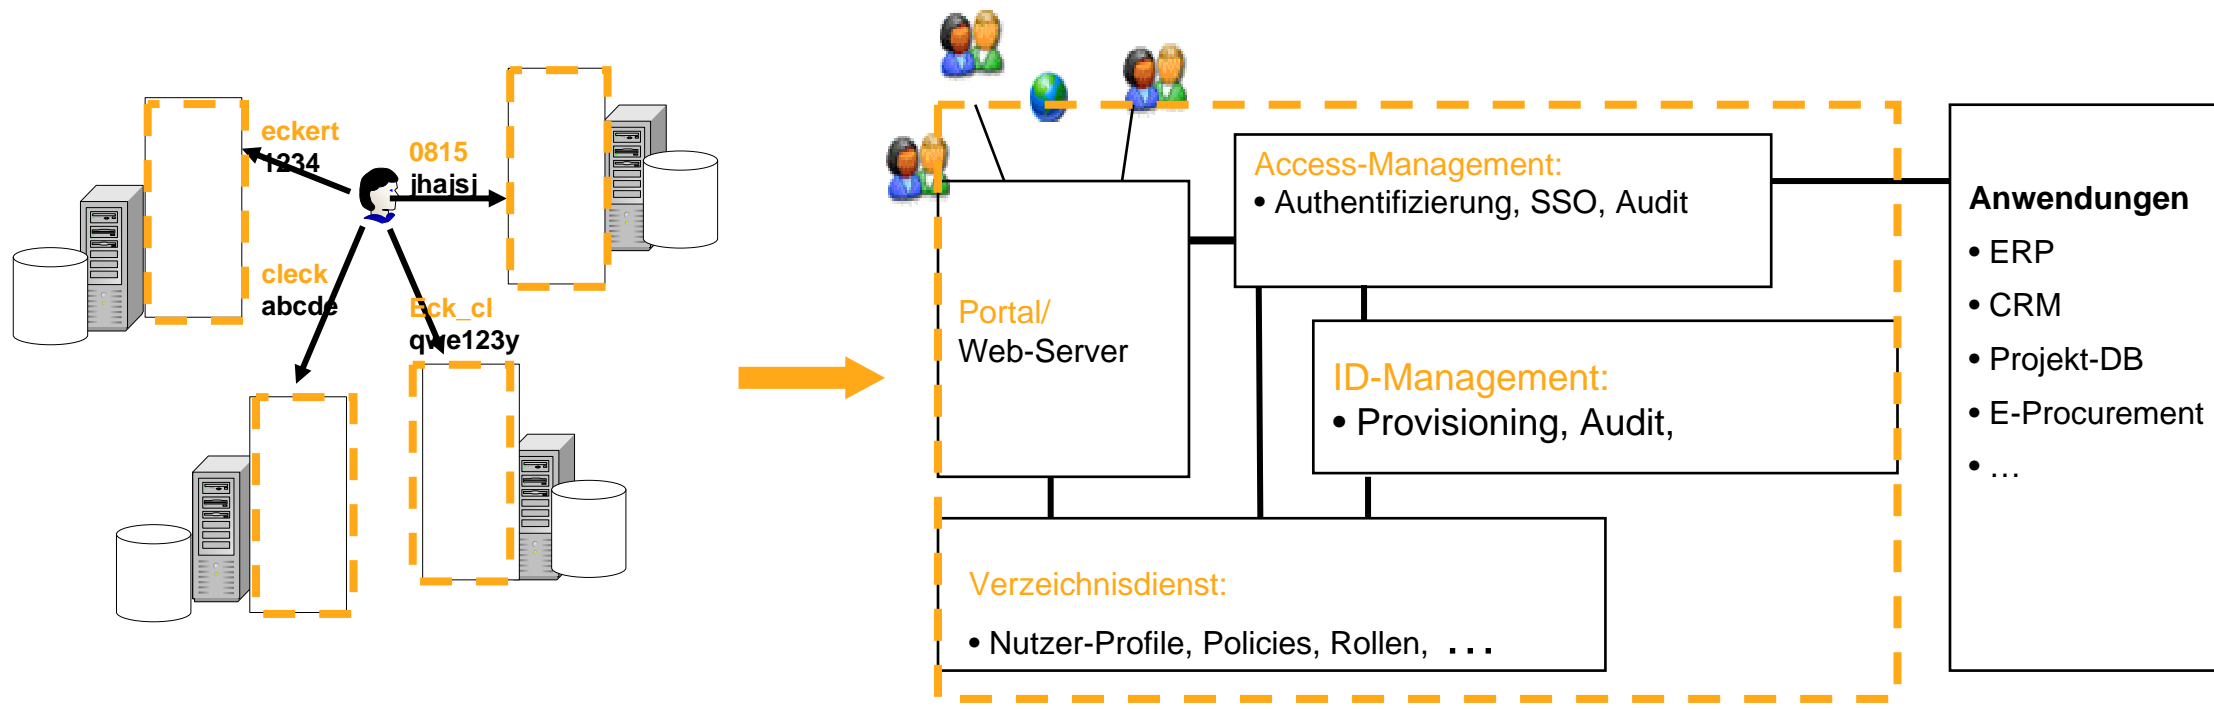 eckert
1234
0815
jhajsj
cleck
abcde
Eck_cl
qwe123y
Portal/
Web-Server
Access-Management:
• Authentifizierung, SSO, Audit
ID-Management:
• Provisioning, Audit,
Verzeichnisdienst:
• Nutzer-Profile, Policies, Rollen, ...
Anwendungen
• ERP
• CRM
• Projekt-DB
• E-Procurement
• …